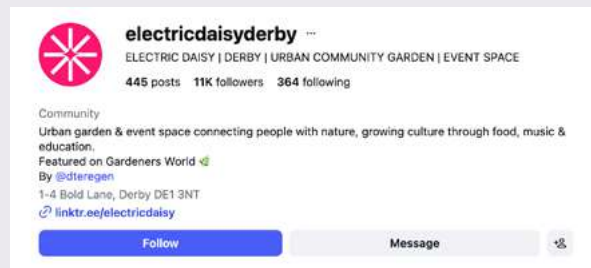 electricdaisyderby ...
ELECTRIC DAISY | DERBY | URBAN COMMUNITY GARDEN | EVENT SPACE
445 posts 11K followers 364 following
Community
Urban garden & event space connecting people with nature, growing culture through food, music &
education.
Featured on Gardeners World 🌿
By @dteregen
1-4 Bold Lane, Derby DE1 3NT
linktr.ee/electricdaisy
Follow Message